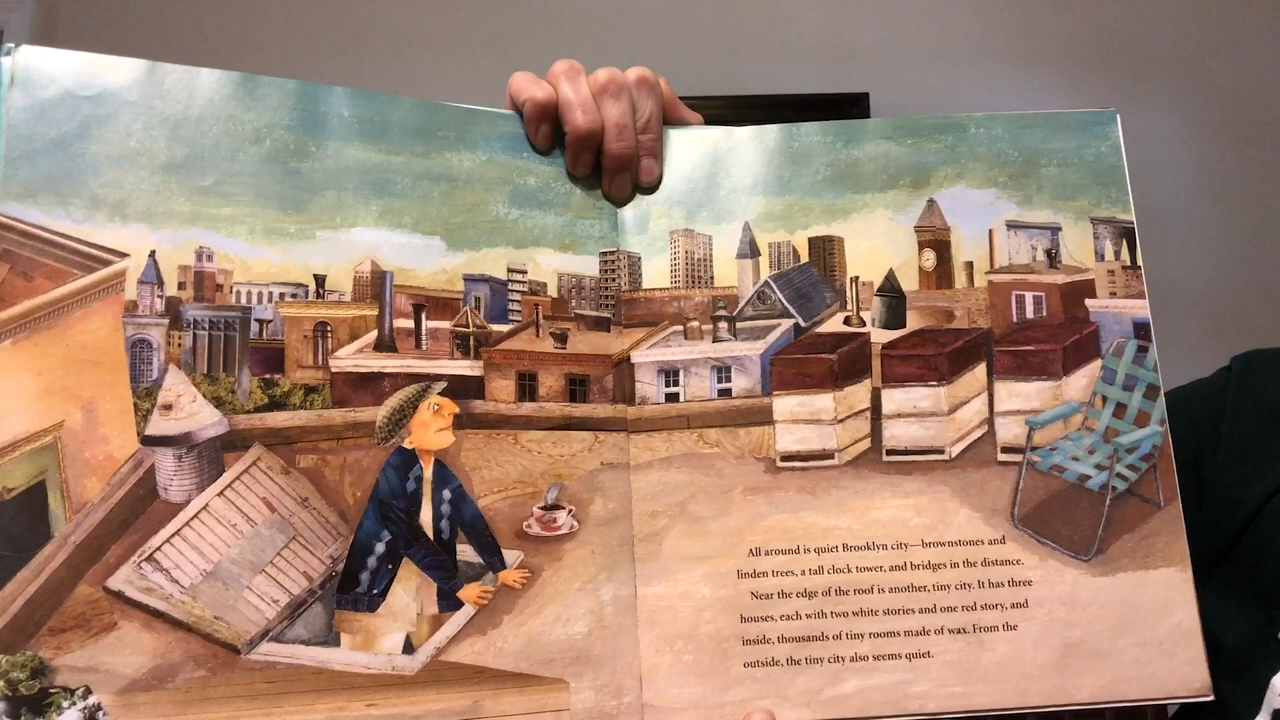 All around is quiet Brooklyn city—brownstones and
linden trees, a tall clock tower, and bridges in the distance.
Near the edge of the roof is another, tiny city. It has three
houses, each with two white stories and one red story, and
inside, thousands of tiny rooms made of wax. From the
outside, the tiny city also seems quiet.